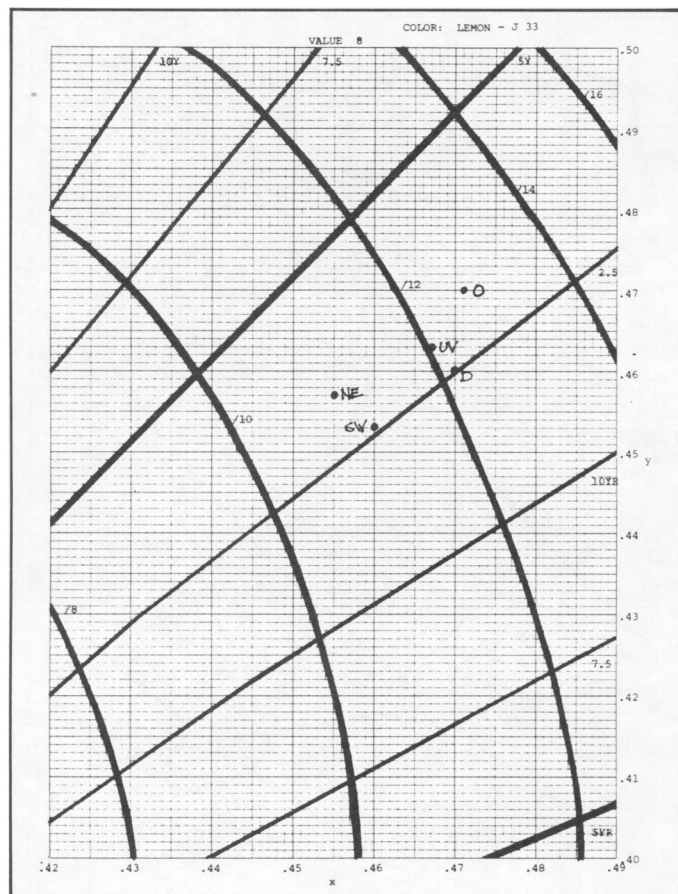 COLOR: LEMON - J 33
VALUE 8
.50
10Y
7.5
5Y
/16
.49
/14
.48
2.5
/12
.47
O
UV
.46
D
NE
/10
SW
.45
y
10YR
.44
.43
/8
7.5
.42
.41
5YR
.40
.42 .43 .44 .45 .46 .47 .48 .49
x